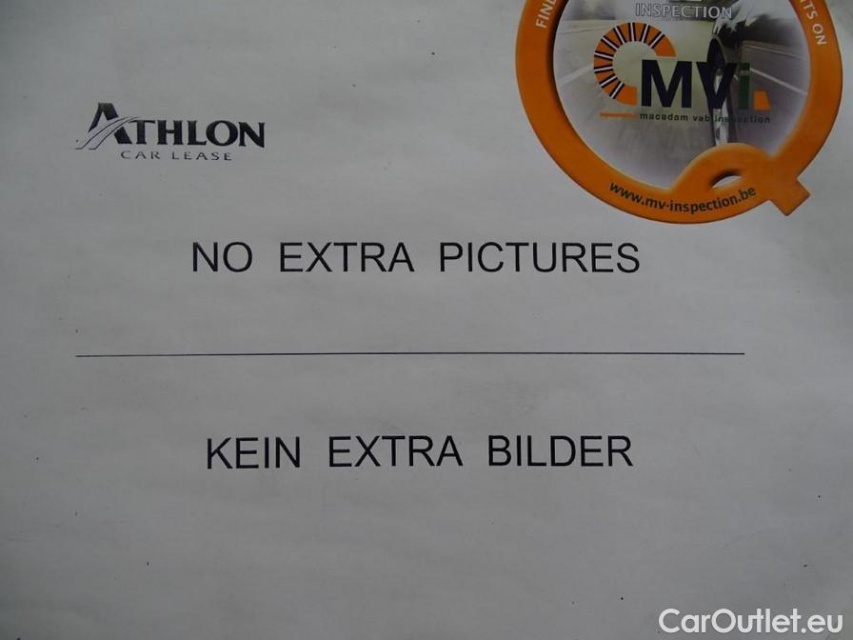 INSPECTION
MVi.
macadam vab inspection
www.mv-inspection.be
ATHLON
CAR LEASE
NO EXTRA PICTURES
KEIN EXTRA BILDER
CarOutlet.eu